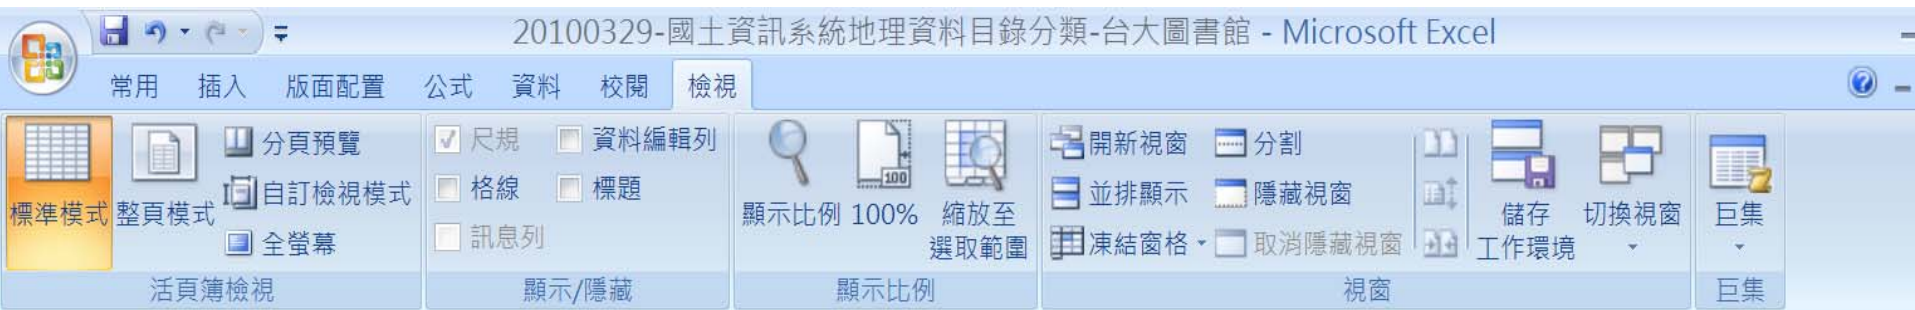 20100329-國土資訊系統地理資料目錄分類-台大圖書館 - Microsoft Excel
常用 插入 版面配置 公式 資料 校閱 檢視
標準模式
整頁模式
分頁預覽
自訂檢視模式
全螢幕
活頁簿檢視
尺規
資料編輯列
格線
標題
訊息列
顯示/隱藏
顯示比例
100
100%
縮放至
選取範圍
顯示比例
開新視窗
並排顯示
凍結窗格
分割
隱藏視窗
取消隱藏視窗
儲存
工作環境
切換視窗
視窗
巨集
巨集